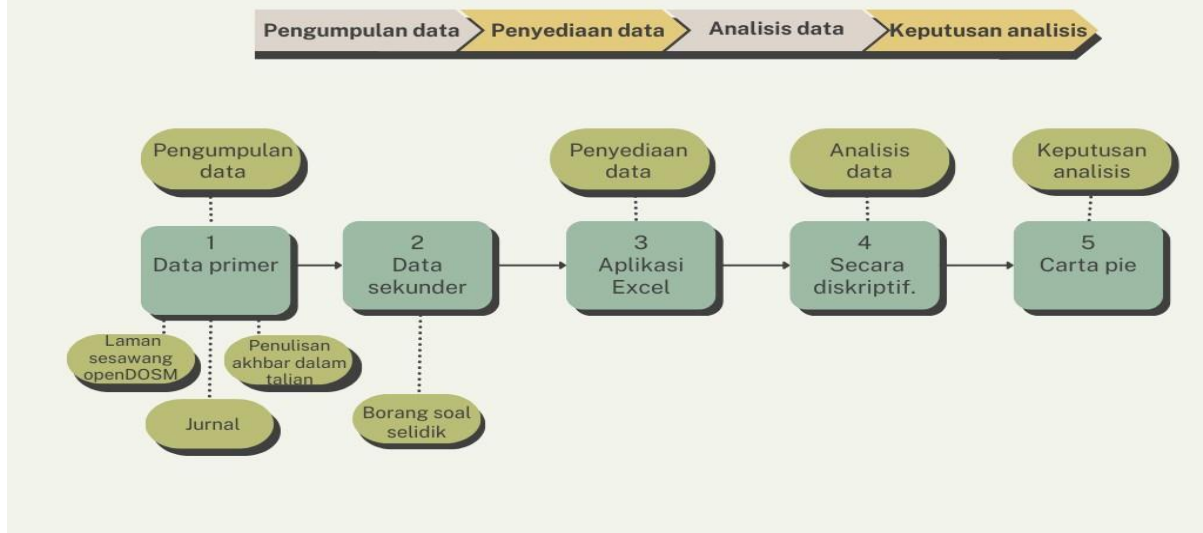 Pengumpulan data
Penyediaan data
Analisis data
Keputusan analisis
Pengumpulan
data
Penyediaan
data
Analisis
data
Keputusan
analisis
1
Data primer
2
Data
sekunder
3
Aplikasi
Excel
4
Secara
diskriptif.
5
Carta pie
Laman
sesawang
openDOSM
Penulisan
akhbar dalam
talian
Jurnal
Borang soal
selidik